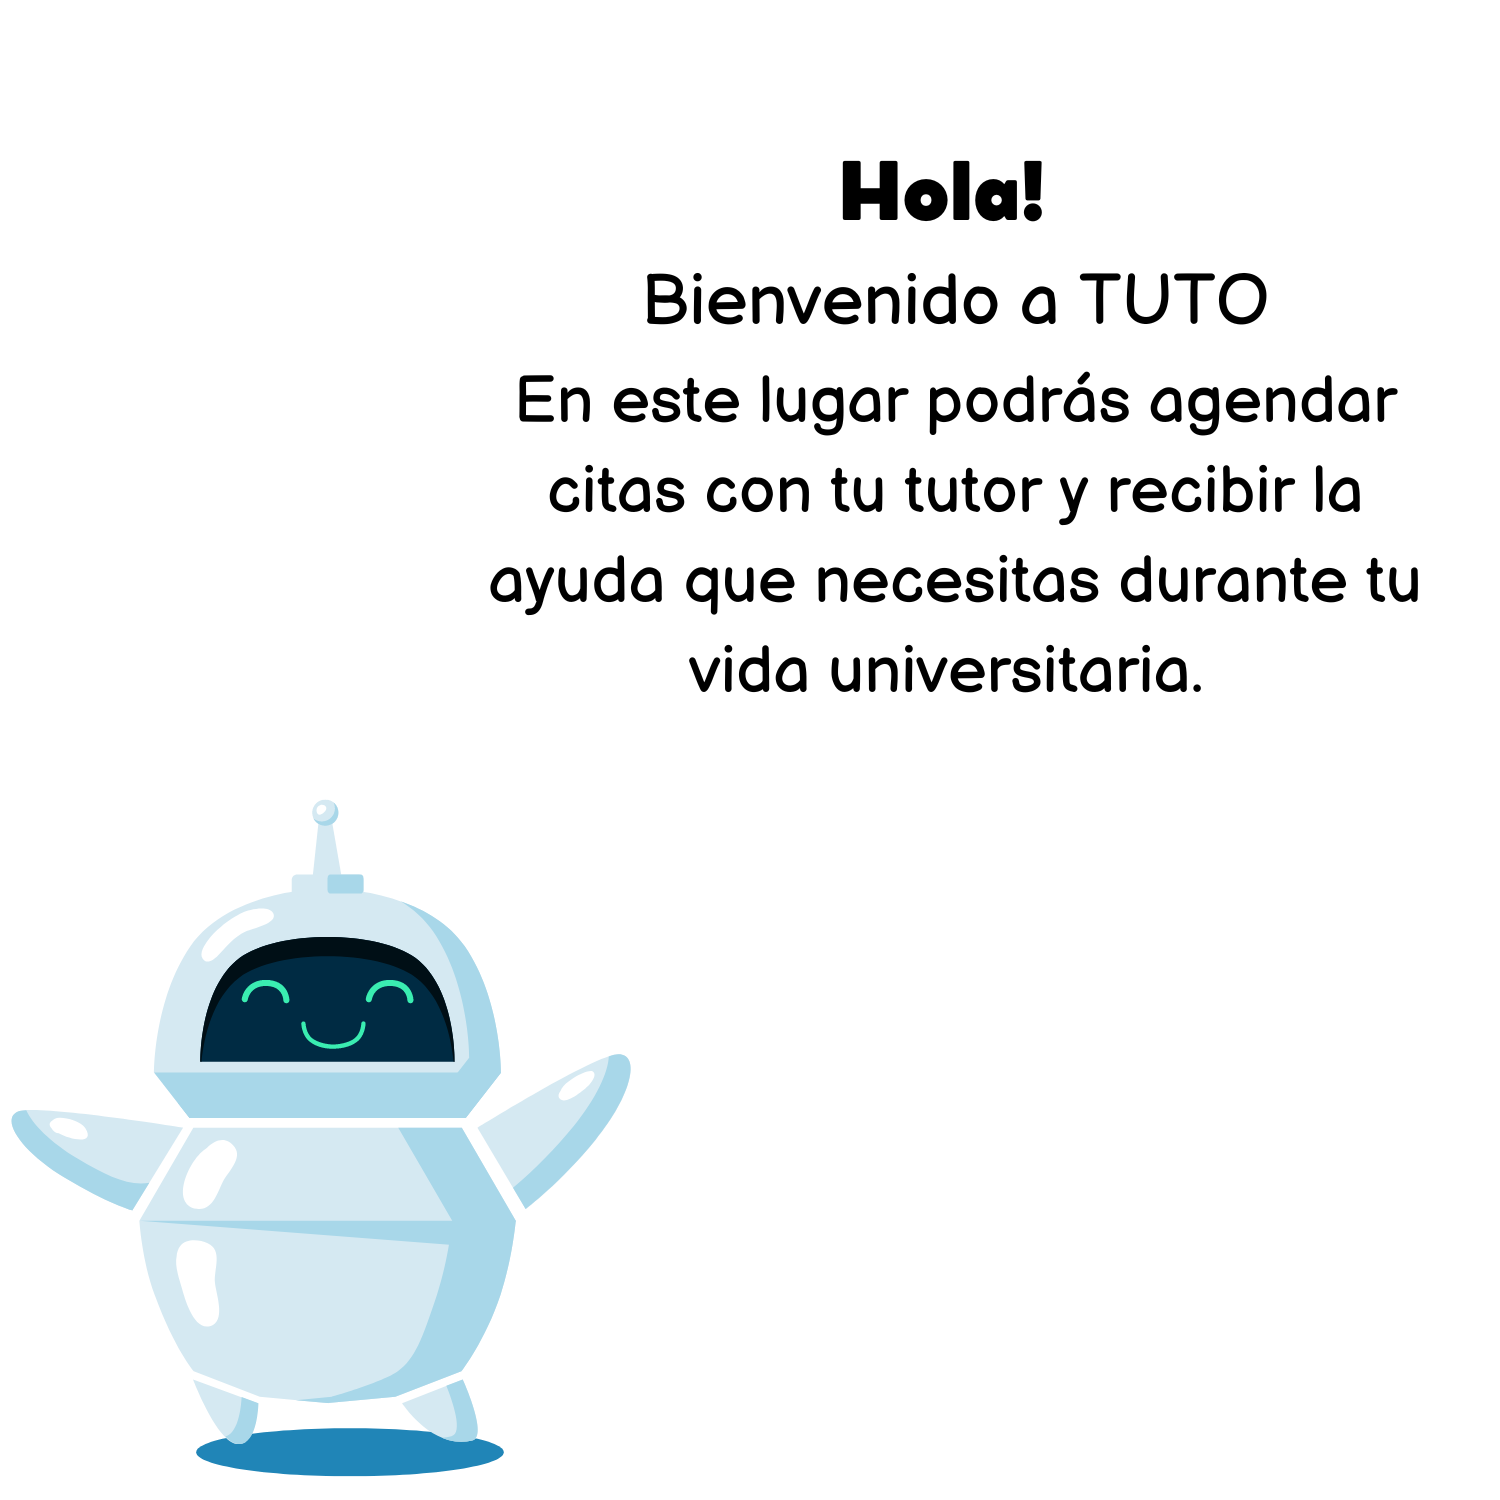 Hola!
Bienvenido a TUTO
En este lugar podrás agendar
citas con tu tutor y recibir la
ayuda que necesitas durante tu
vida universitaria.